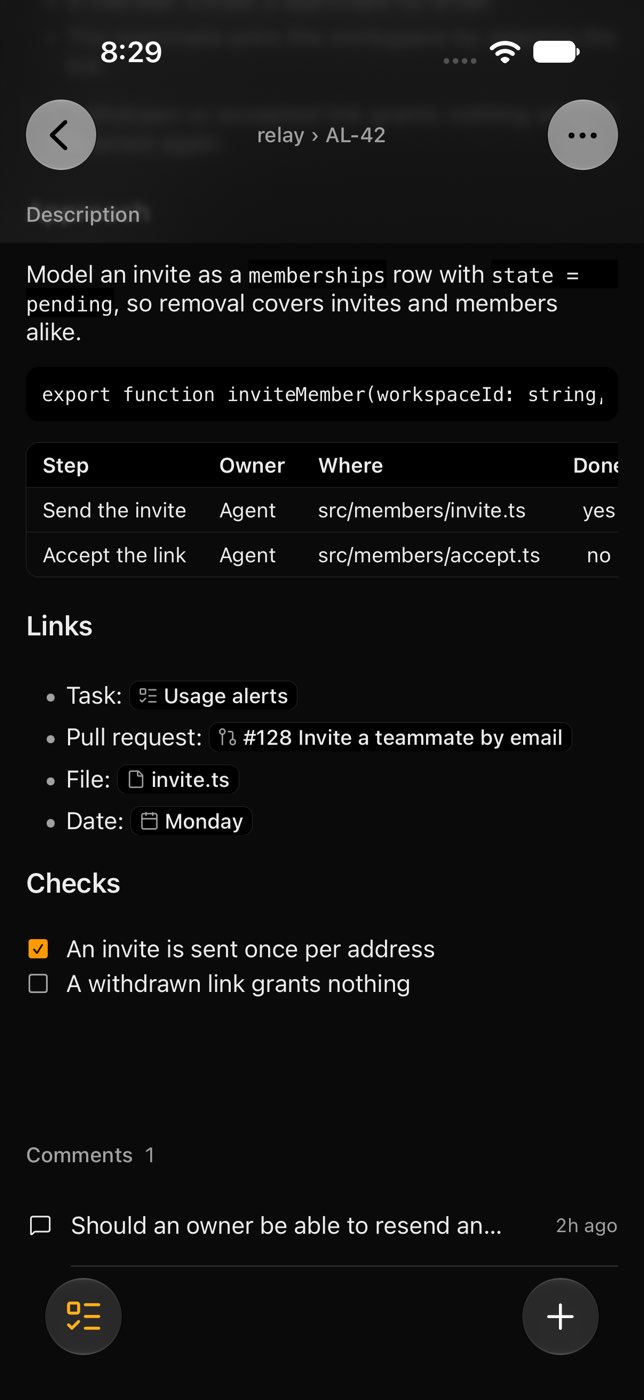 8:29
relay › AL-42
Description
Model an invite as a memberships row with state =
pending, so removal covers invites and members
alike.
export function inviteMember(workspaceId: string,
Step Owner Where Done
Send the invite Agent src/members/invite.ts yes
Accept the link Agent src/members/accept.ts no
Links
Task: Usage alerts
Pull request: #128 Invite a teammate by email
File: invite.ts
Date: Monday
Checks
An invite is sent once per address
A withdrawn link grants nothing
Comments 1
Should an owner be able to resend an... 2h ago